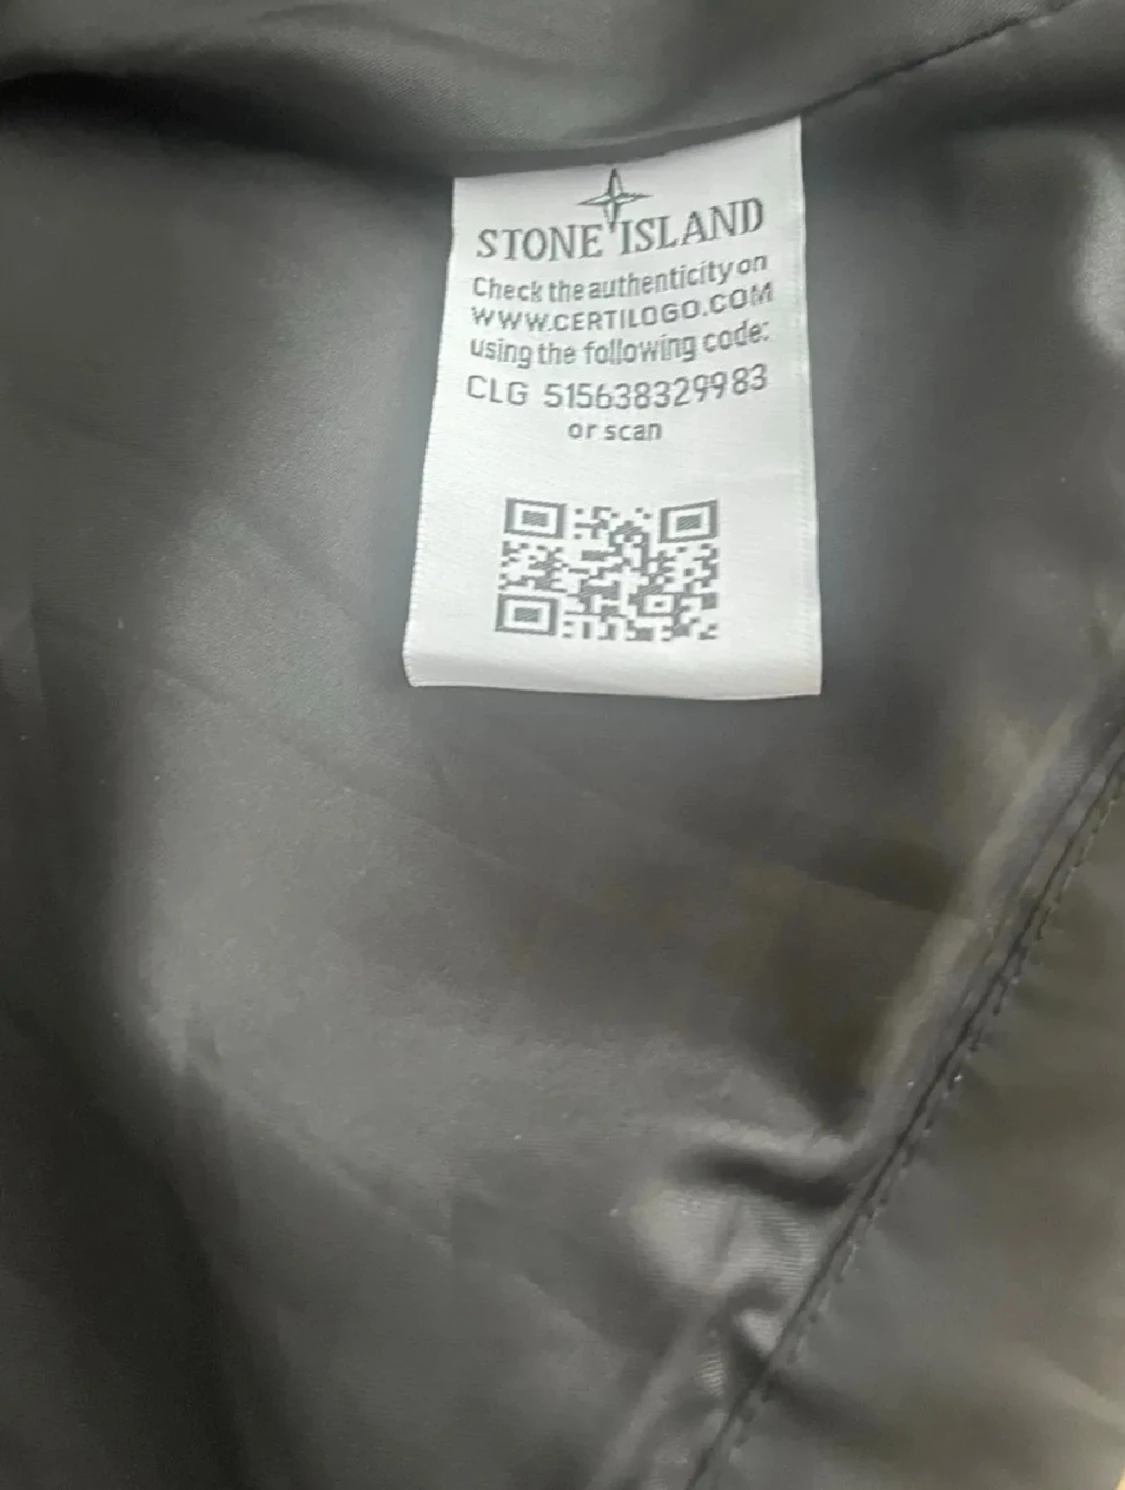 STONE ISLAND
Check the authenticity on
WWW.CERTILOGO.COM
using the following code:
CLG 515638329983
or scan